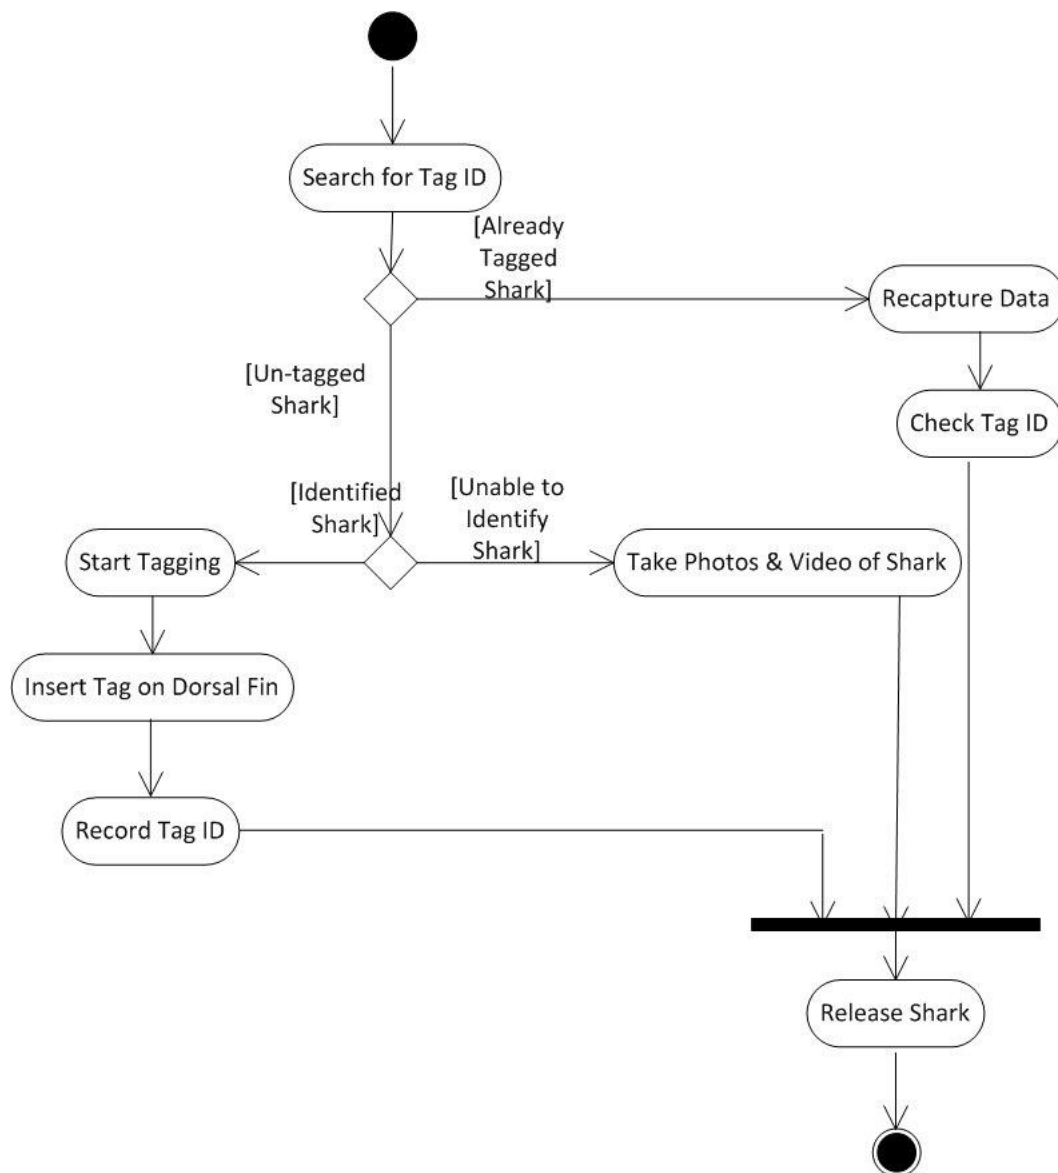 Search for Tag ID
[Already
Tagged
Shark]
Recapture Data
[Un-tagged
Shark]
Check Tag ID
[Identified
Shark]
[Unable to
Identify
Shark]
Start Tagging
Take Photos & Video of Shark
Insert Tag on Dorsal Fin
Record Tag ID
Release Shark